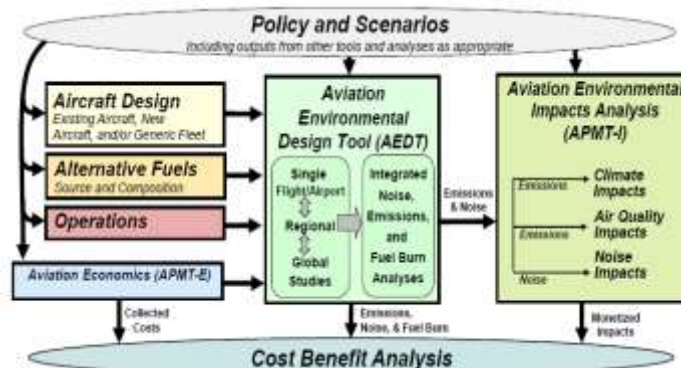 Policy and Scenarios
Including outputs from other tools and analyses as appropriate
Aircraft Design
Existing Aircraft, New
Aircraft, and/or Generic Fleet
Alternative Fuels
Source and Composition
Operations
Aviation Economics (APMT-E)
Aviation
Environmental
Design Tool (AEDT)
Single
Flight/Airport
Regional
Global
Studies
Integrated
Noise,
Emissions,
and
Fuel Burn
Analyses
Emissions
& Noise
Aviation Environmental
Impacts Analysis
(APMT-I)
Emissions
Climate
Impacts
Emissions
Air Quality
Impacts
Noise
Noise
Impacts
Collected
Costs
Emissions,
Noise, & Fuel Burn
Monetized
Impacts
Cost Benefit Analysis